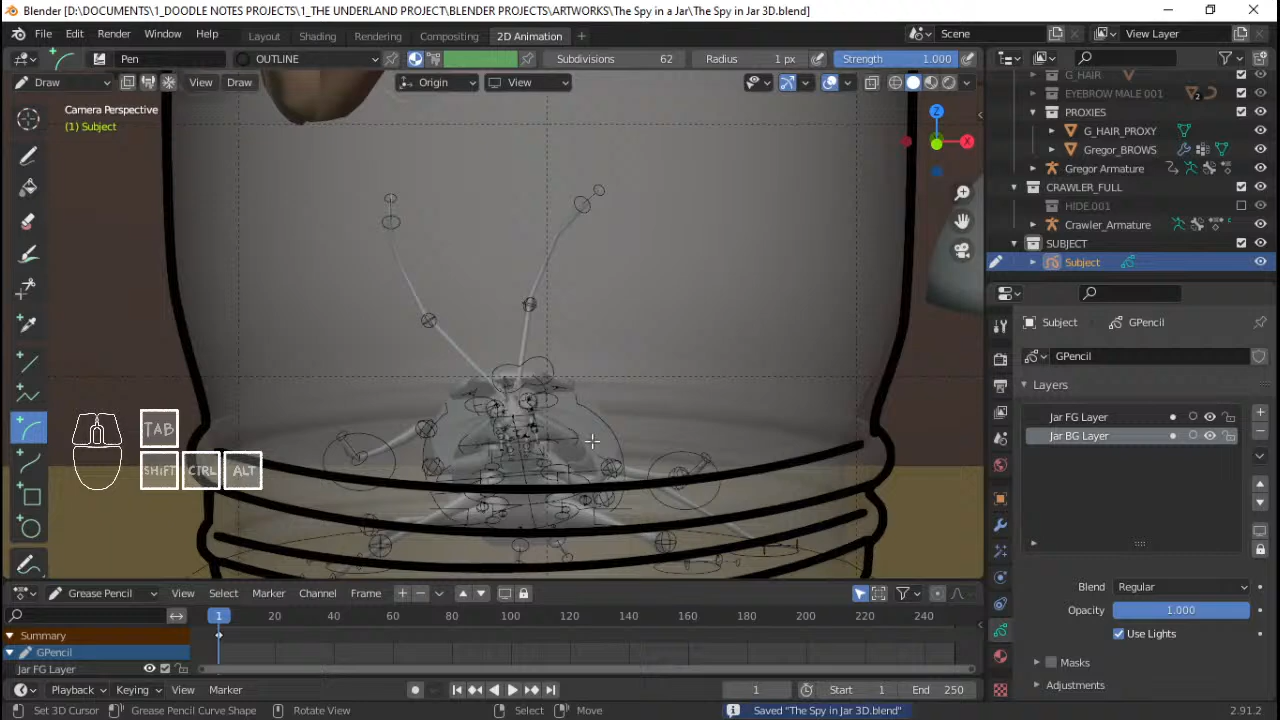 Blender [D:\DOCUMENTS\1_DOODLE NOTES PROJECTS\1_THE UNDERLAND PROJECT\BLENDER PROJECTS\ARTWORKS\The Spy in a Jar\The Spy in Jar 3D.blend]
File Edit Render Window Help Layout Shading Rendering Compositing 2D Animation + Scene View Layer
Pen OUTLINE Subdivisions 62 Radius 1 px Strength 1.000
Draw View Draw Origin View
G_HAIR
EYEBROW MALE 001 2
PROXIES
G_HAIR_PROXY
Gregor_BROWS
Gregor Armature
CRAWLER_FULL
HIDE.001
Crawler_Armature
SUBJECT
Subject
Camera Perspective
(1) Subject
Z
X
TAB
SHiFT CTRL ALT
Subject GPencil
GPencil
Layers
Jar FG Layer
Jar BG Layer
Blend Regular
Opacity 1.000
Use Lights
Masks
Adjustments
Grease Pencil View Select Marker Channel Frame
1 20 40 60 80 100 120 140 160 180 200 220 240
Summary
GPencil
Jar FG Layer
Playback Keying View Marker 1 Start 1 End 250
Set 3D Cursor Grease Pencil Curve Shape Rotate View Select Move Saved "The Spy in Jar 3D.blend" 2.91.2